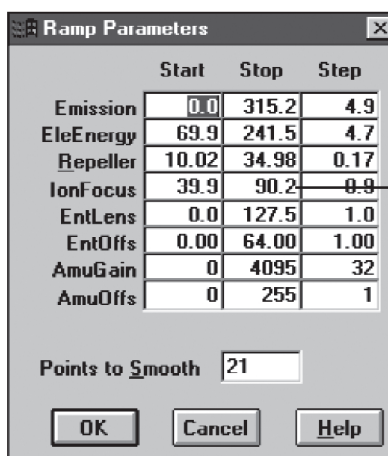 Ramp Parameters
Start Stop Step
Emission 0.0 315.2 4.9
EleEnergy 69.9 241.5 4.7
Repeller 10.02 34.98 0.17
IonFocus 39.9 90.2 0.9
EntLens 0.0 127.5 1.0
EntOffs 0.00 64.00 1.00
AmuGain 0 4095 32
AmuOffs 0 255 1
Points to Smooth 21
OK Cancel Help